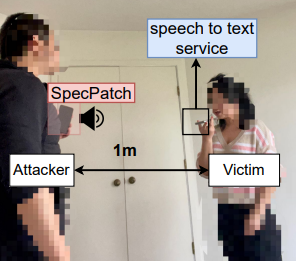 speech to text
service
SpecPatch
1m
Attacker
Victim